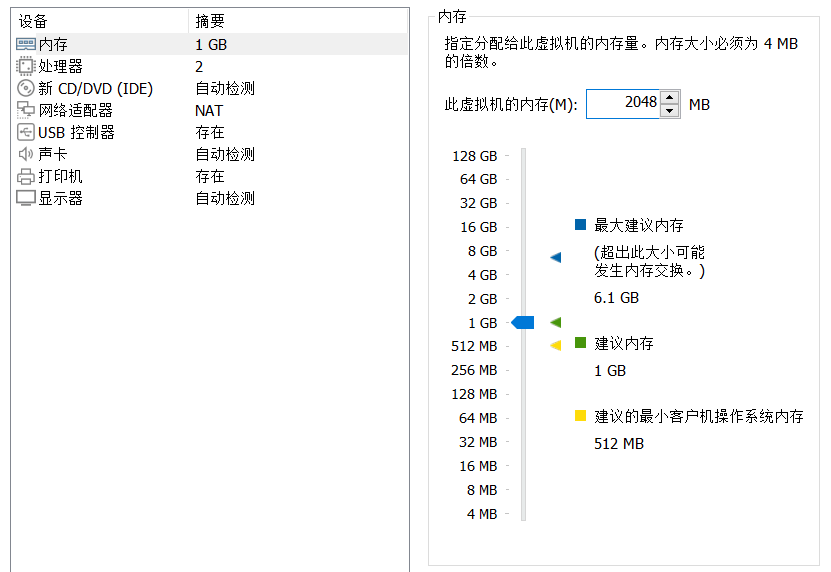 设备 摘要
内存 1 GB
处理器 2
新 CD/DVD (IDE) 自动检测
网络适配器 NAT
USB 控制器 存在
声卡 自动检测
打印机 存在
显示器 自动检测
内存
指定分配给此虚拟机的内存量。内存大小必须为 4 MB
的倍数。
此虚拟机的内存(M): 2048 MB
128 GB
64 GB
32 GB
16 GB
8 GB
4 GB
2 GB
1 GB
512 MB
256 MB
128 MB
64 MB
32 MB
16 MB
8 MB
4 MB
最大建议内存
(超出此大小可能
发生内存交换。)
6.1 GB
建议内存
1 GB
建议的最小客户机操作系统内存
512 MB